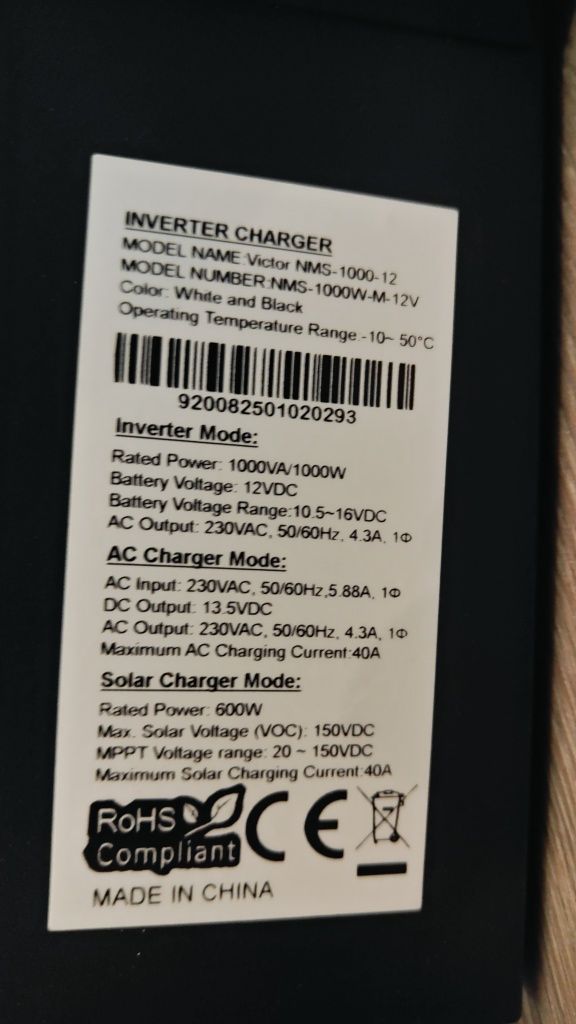 INVERTER CHARGER
MODEL NAME:Victor NMS-1000-12
MODEL NUMBER:NMS-1000W-M-12V
Color: White and Black
Operating Temperature Range:-10~ 50°C
920082501020293
Inverter Mode:
Rated Power: 1000VA/1000W
Battery Voltage: 12VDC
Battery Voltage Range:10.5~16VDC
AC Output: 230VAC, 50/60Hz, 4.3A, 1Φ
AC Charger Mode:
AC Input: 230VAC, 50/60Hz,5.88A, 1Φ
DC Output: 13.5VDC
AC Output: 230VAC, 50/60Hz, 4.3A, 1Φ
Maximum AC Charging Current:40A
Solar Charger Mode:
Rated Power: 600W
Max. Solar Voltage (VOC): 150VDC
MPPT Voltage range: 20 ~ 150VDC
Maximum Solar Charging Current:40A
RoHS
Compliant
CE
MADE IN CHINA